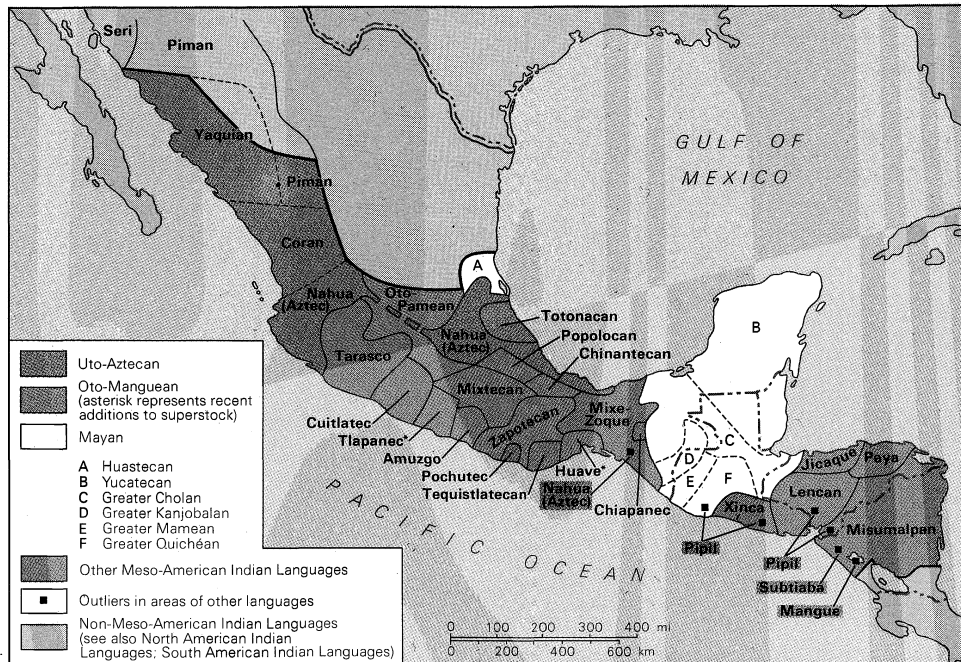 Seri
Piman
Yaquian
Piman
Coran
Nahua
(Aztec)
Oto-
Pamean
A
Nahua
(Aztec)
Tarasco
Totonacan
Popolocan
Chinantecan
Mixtecan
Zapotecan
Mixe-
Zoque
Cuitlatec
Tlapanec*
Amuzgo
Pochutec
Tequistlatecan
Huave*
Nahua
(Aztec)
Chiapanec
B
C
D
E
F
Xinca
Lencan
Jicaque
Paya
Misumalpan
Pipil
Pipil
Subtiaba
Mangue
GULF OF
MEXICO
PACIFIC OCEAN
Uto-Aztecan
Oto-Manguean
(asterisk represents recent
additions to superstock)
Mayan
A Huastecan
B Yucatecan
C Greater Cholan
D Greater Kanjobalan
E Greater Mamean
F Greater Quichéan
Other Meso-American Indian Languages
Outliers in areas of other languages
Non-Meso-American Indian Languages
(see also North American Indian
Languages; South American Indian Languages)
0 100 200 300 400 mi
0 200 400 600 km